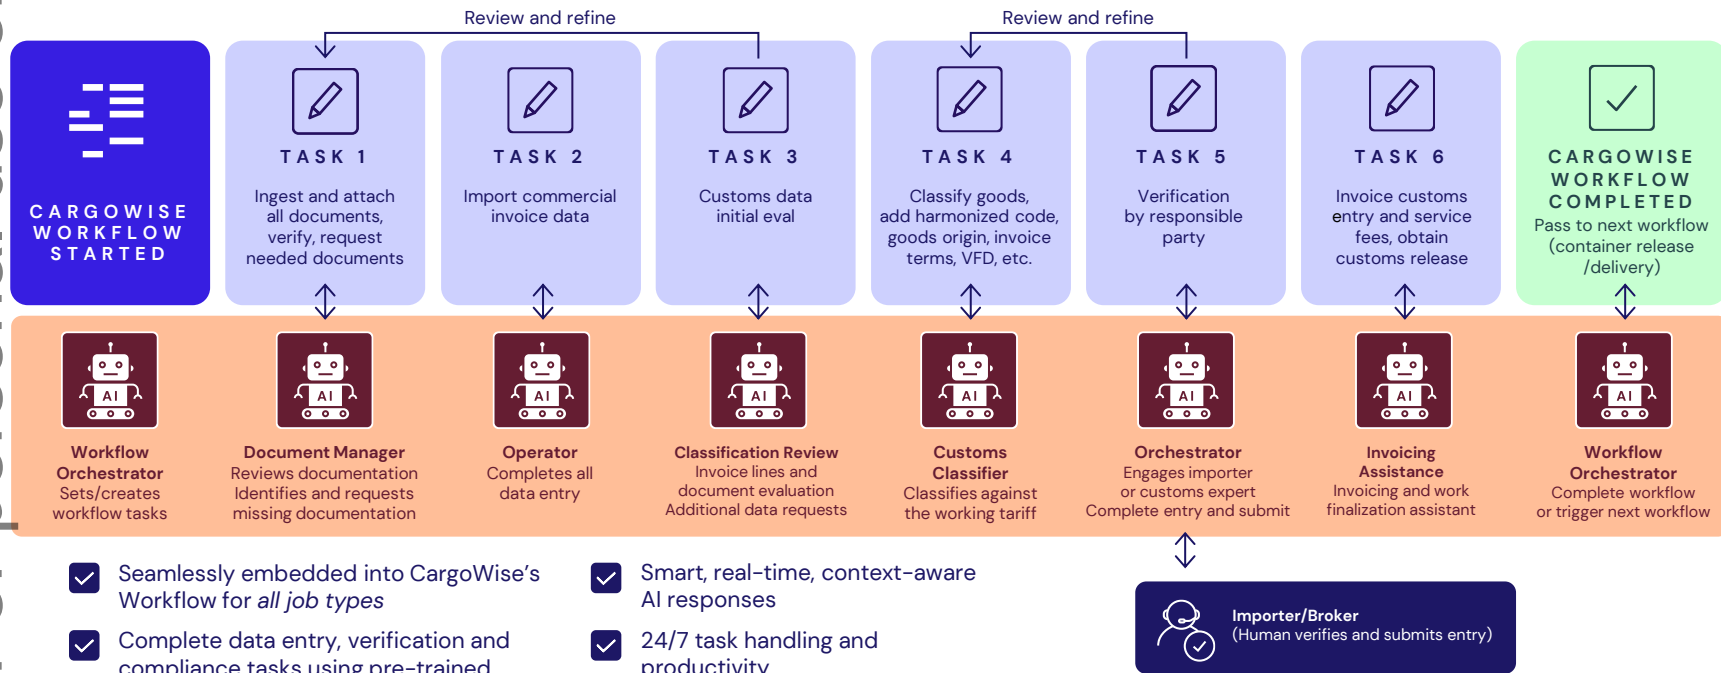 Review and refine
Review and refine
CARGOWISE
WORKFLOW
STARTED
TASK 1
Ingest and attach
all documents,
verify, request
needed documents
TASK 2
Import commercial
invoice data
TASK 3
Customs data
initial eval
TASK 4
Classify goods,
add harmonized code,
goods origin, invoice
terms, VFD, etc.
TASK 5
Verification
by responsible
party
TASK 6
Invoice customs
entry and service
fees, obtain
customs release
CARGOWISE
WORKFLOW
COMPLETED
Pass to next workflow
(container release
/delivery)
AI
Workflow
Orchestrator
Sets/creates
workflow tasks
AI
Document Manager
Reviews documentation
Identifies and requests
missing documentation
AI
Operator
Completes all
data entry
AI
Classification Review
Invoice lines and
document evaluation
Additional data requests
AI
Customs
Classifier
Classifies against
the working tariff
AI
Orchestrator
Engages importer
or customs expert
Complete entry and submit
AI
Invoicing
Assistance
Invoicing and work
finalization assistant
AI
Workflow
Orchestrator
Complete workflow
or trigger next workflow
Seamlessly embedded into CargoWise's
Workflow for all job types
Complete data entry, verification and
compliance tasks using pre-trained
Smart, real-time, context-aware
AI responses
24/7 task handling and
productivity
Importer/Broker
(Human verifies and submits entry)